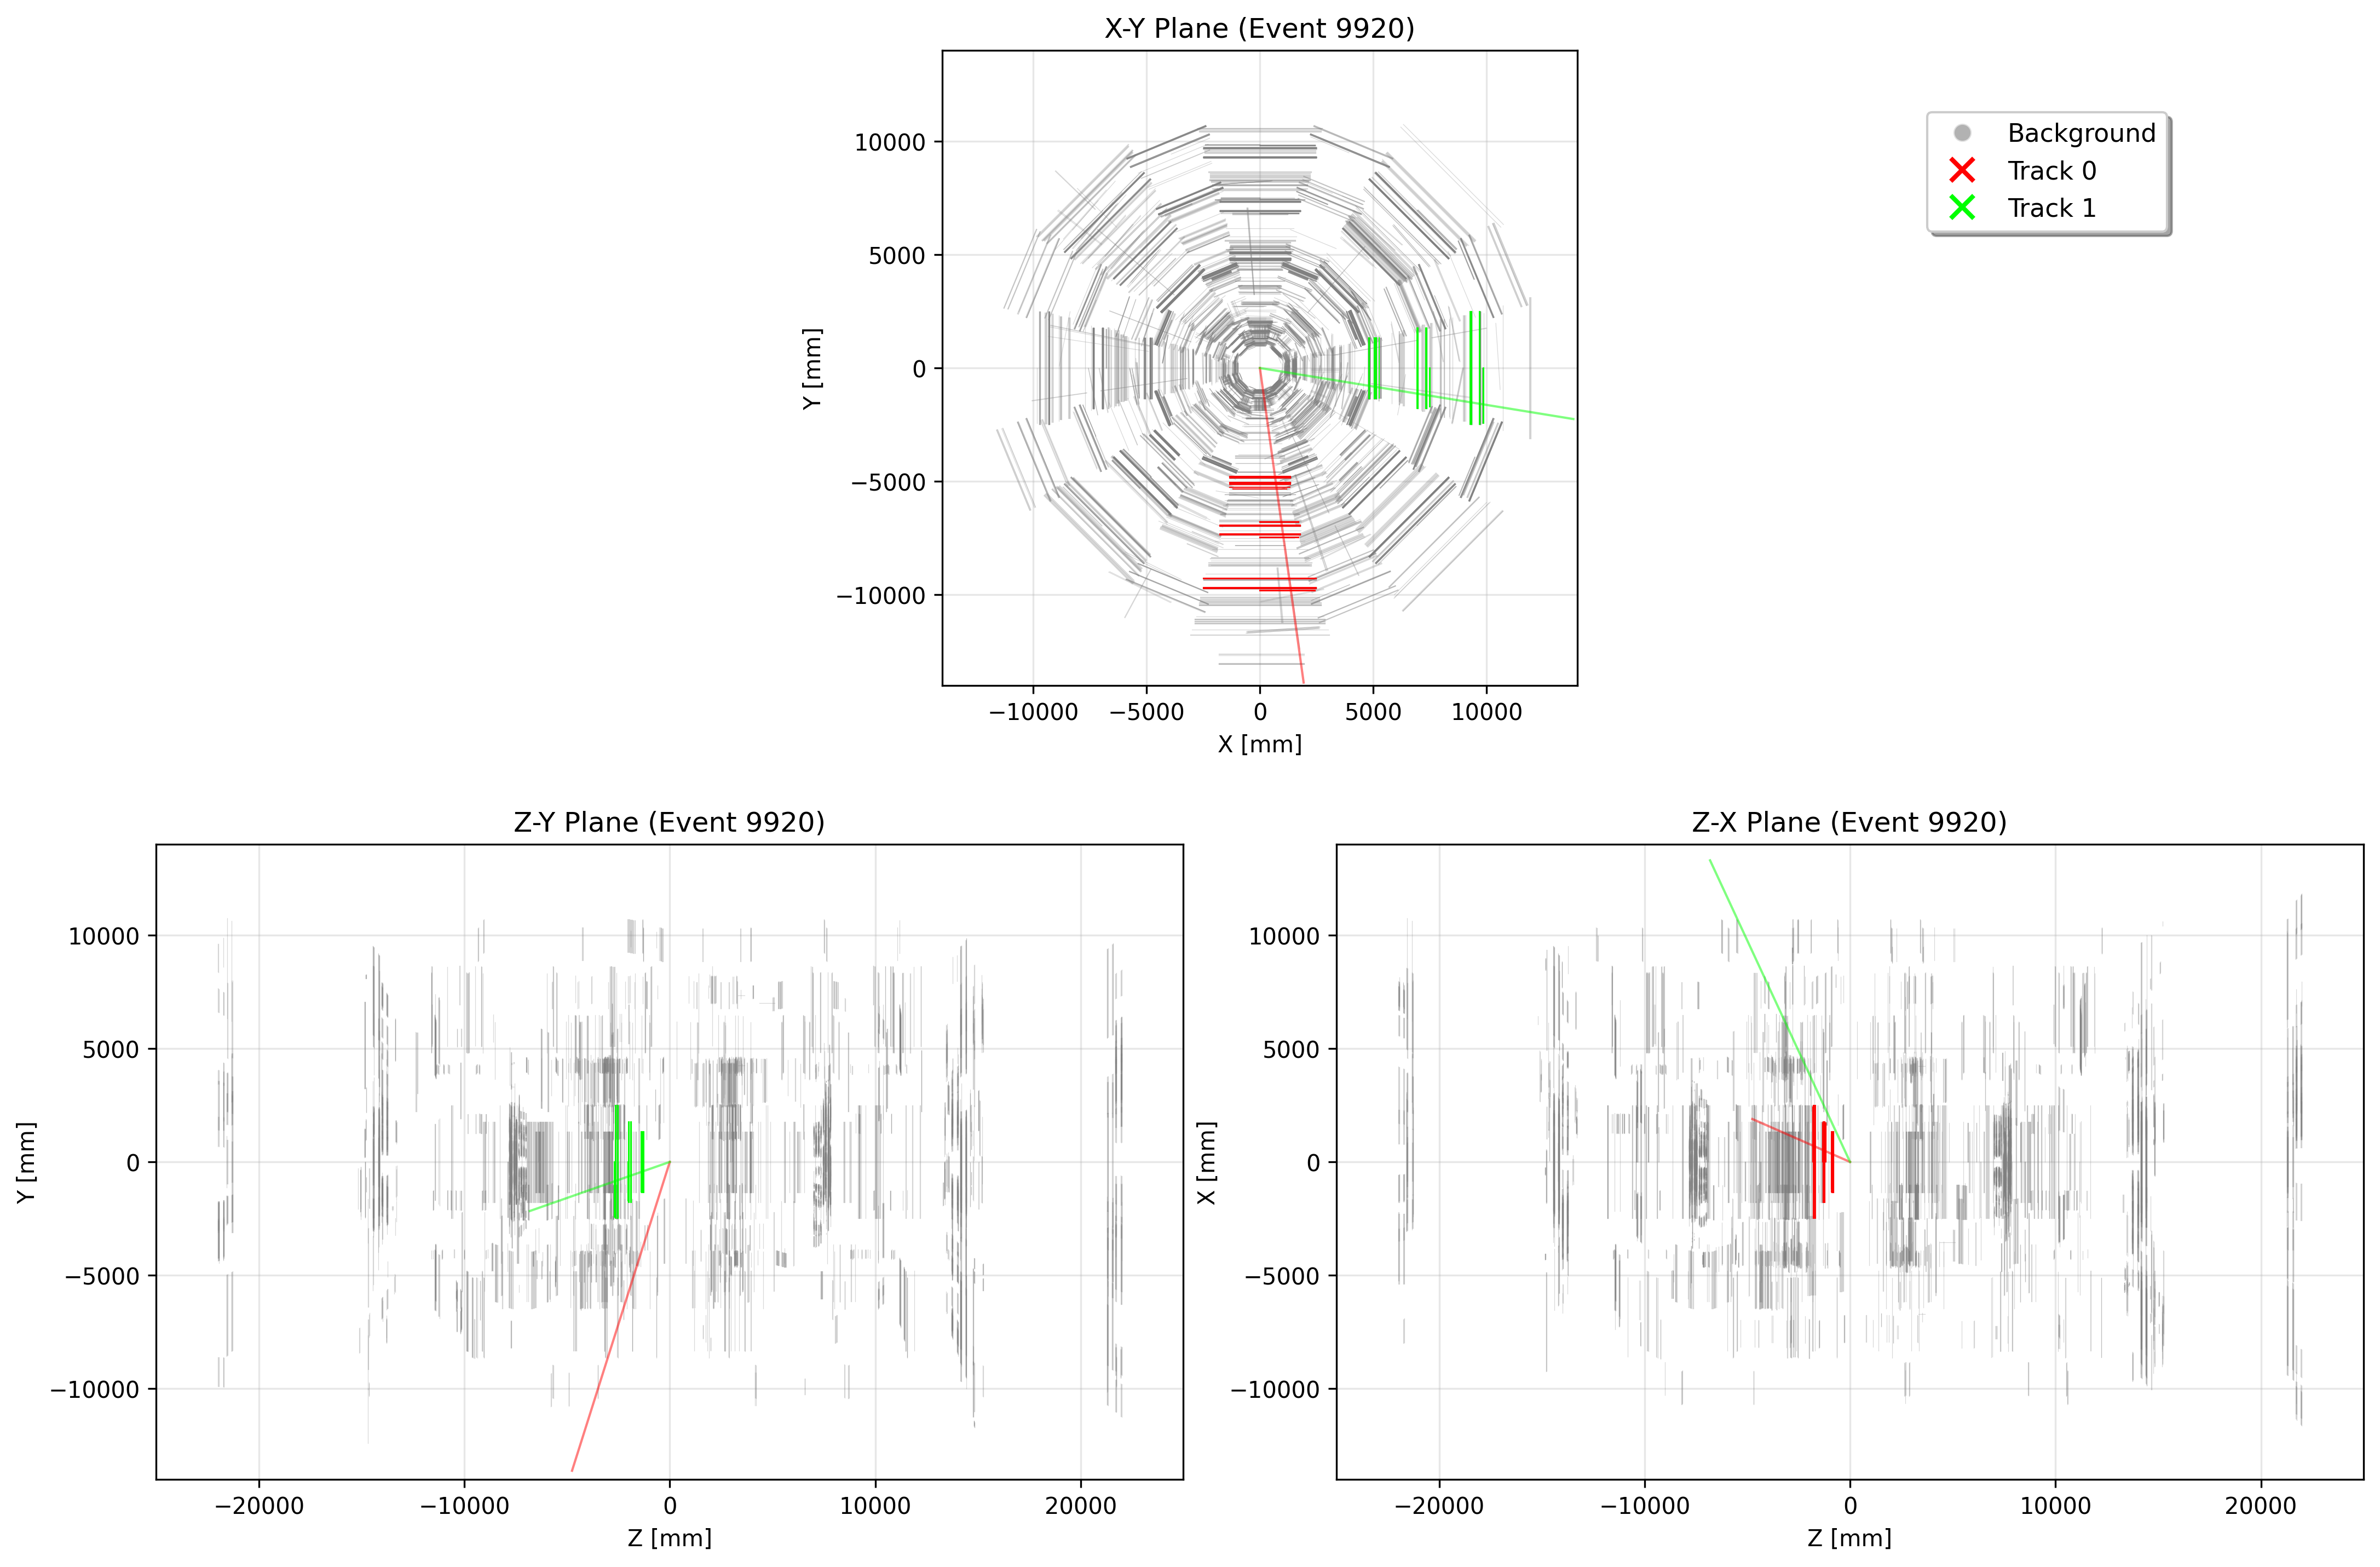 X-Y Plane (Event 9920)
Background
Track 0
Track 1
10000
5000
0
−5000
−10000
Y [mm]
−10000 −5000 0 5000 10000
X [mm]
Z-Y Plane (Event 9920)
10000
5000
0
−5000
−10000
Y [mm]
−20000 −10000 0 10000 20000
Z [mm]
Z-X Plane (Event 9920)
10000
5000
0
−5000
−10000
X [mm]
−20000 −10000 0 10000 20000
Z [mm]